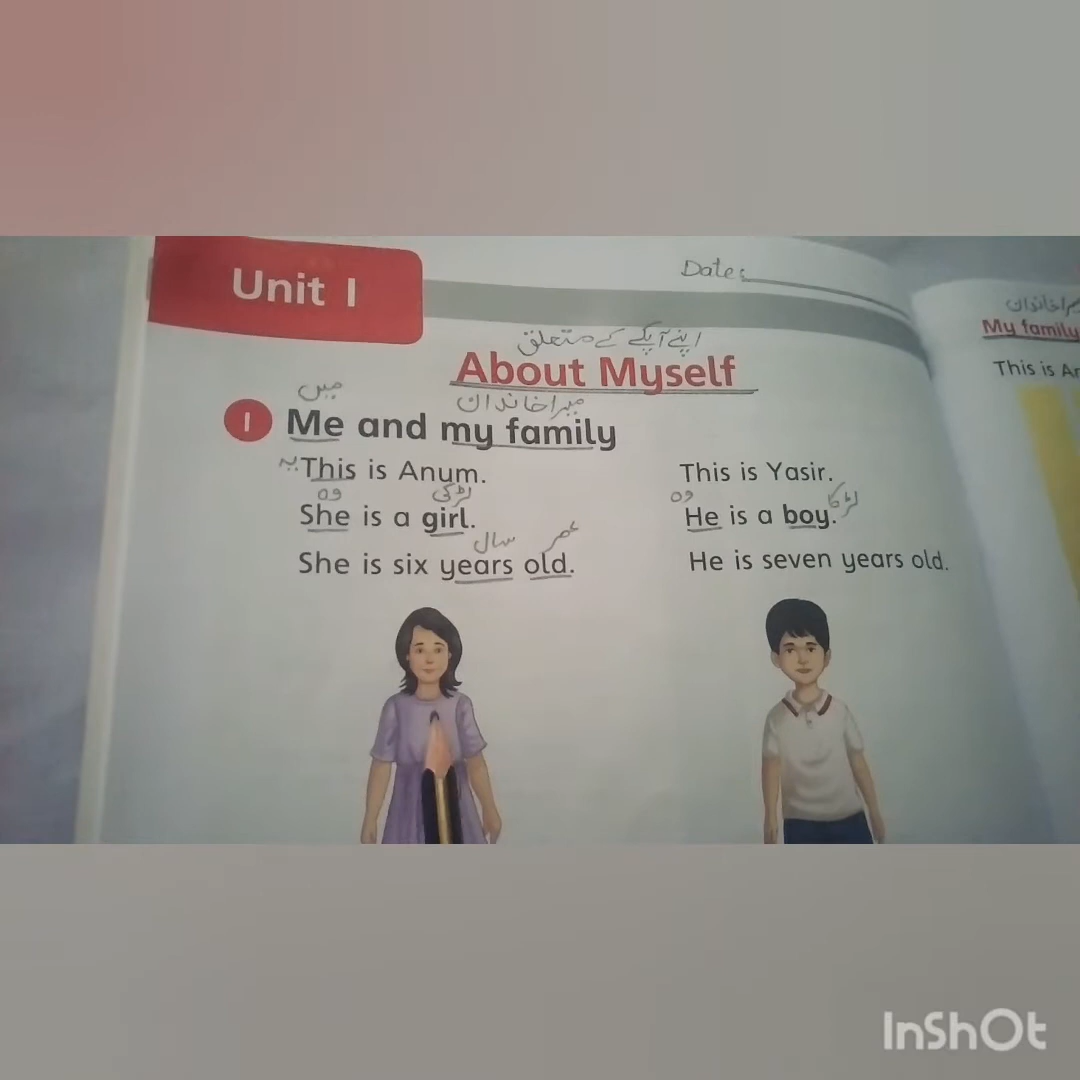 Unit 1
Date:
اپنے آپکے کے متعلق
About Myself
میں
میرا خاندان
1 Me and my family
یہ This is Anum.
وہ لڑکی
She is a girl.
سال عمر
She is six years old.
This is Yasir.
وہ لڑکا
He is a boy.
He is seven years old.
میرا خاندان
My family
This is
InShOt